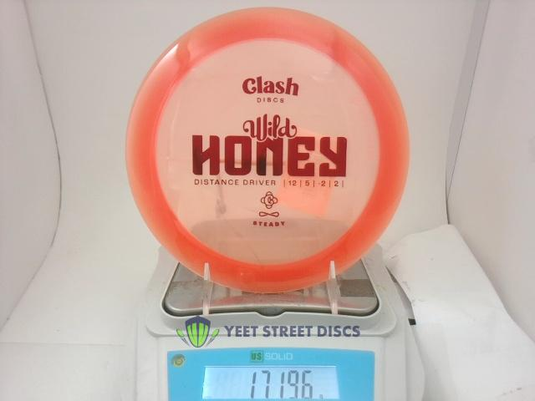 Clash
DISCS
Wild
HONEY
DISTANCE DRIVER | 12 | 5 | -2 | 2 |
STEADY
YEET STREET DISCS
US SOLID
171.96